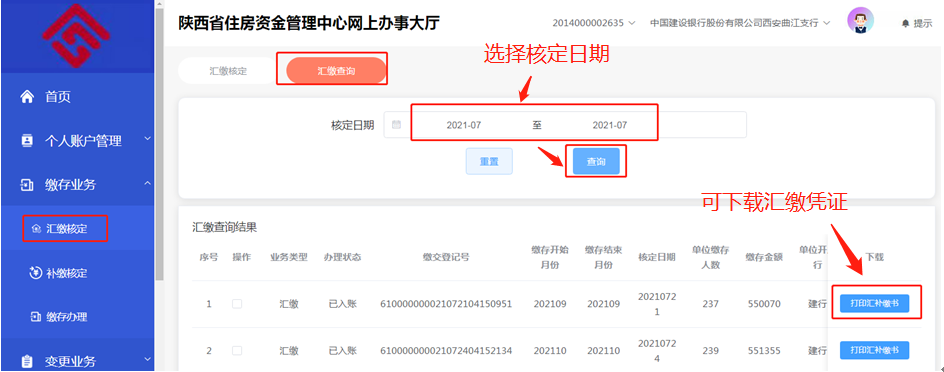 陕西省住房资金管理中心网上办事大厅
2014000002635
中国建设银行股份有限公司西安曲江支行
提示
首页
个人账户管理
缴存业务
汇缴核定
补缴核定
缴存办理
变更业务
汇缴核定
汇缴查询
选择核定日期
核定日期
2021-07 至 2021-07
重置
查询
可下载汇缴凭证
汇缴查询结果
序号 操作 业务类型 办理状态 缴交登记号 缴存开始 缴存结束 核定日期 单位缴存 缴存金额 单位开 下载
月份 月份 人数 行
1 汇缴 已入账 610000000021072104150951 202109 202109 2021072 237 550070 建行 打印汇补缴书
1
2 汇缴 已入账 610000000021072404152134 202110 202110 2021072 239 551355 建行 打印汇补缴书
4